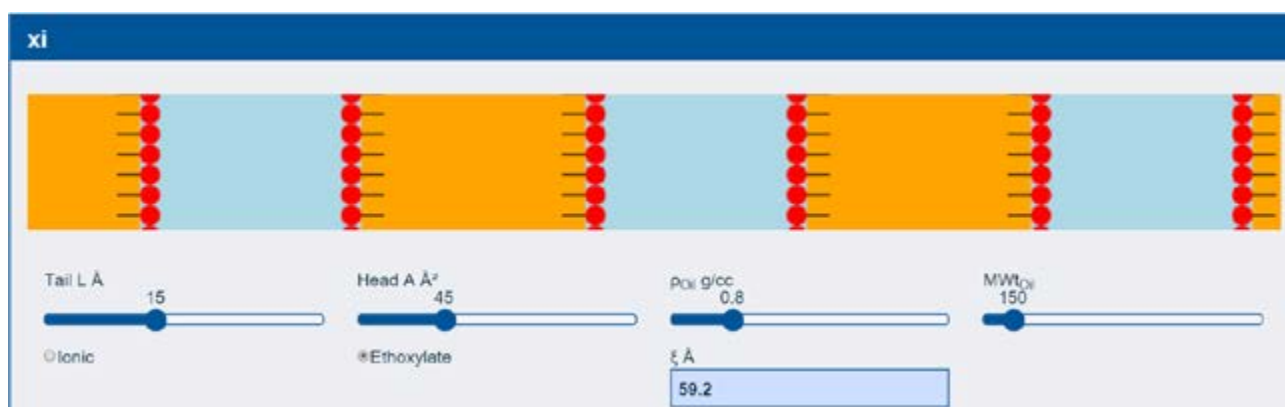 xi
Tail L Å Head A Å² ρOil g/cc MWtOil
15 45 0.8 150
Ionic Ethoxylate ξ Å
59.2